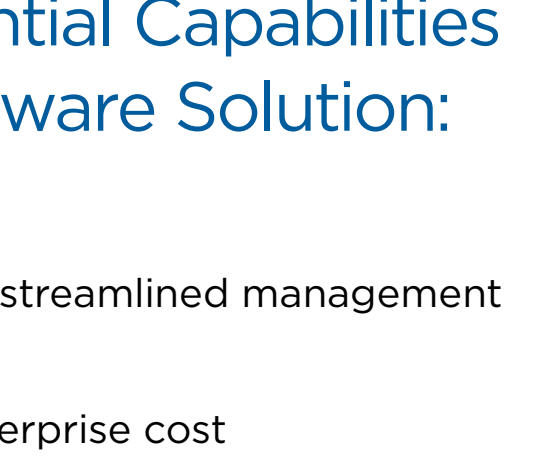 ntial Capabilities
ware Solution:
streamlined management
erprise cost